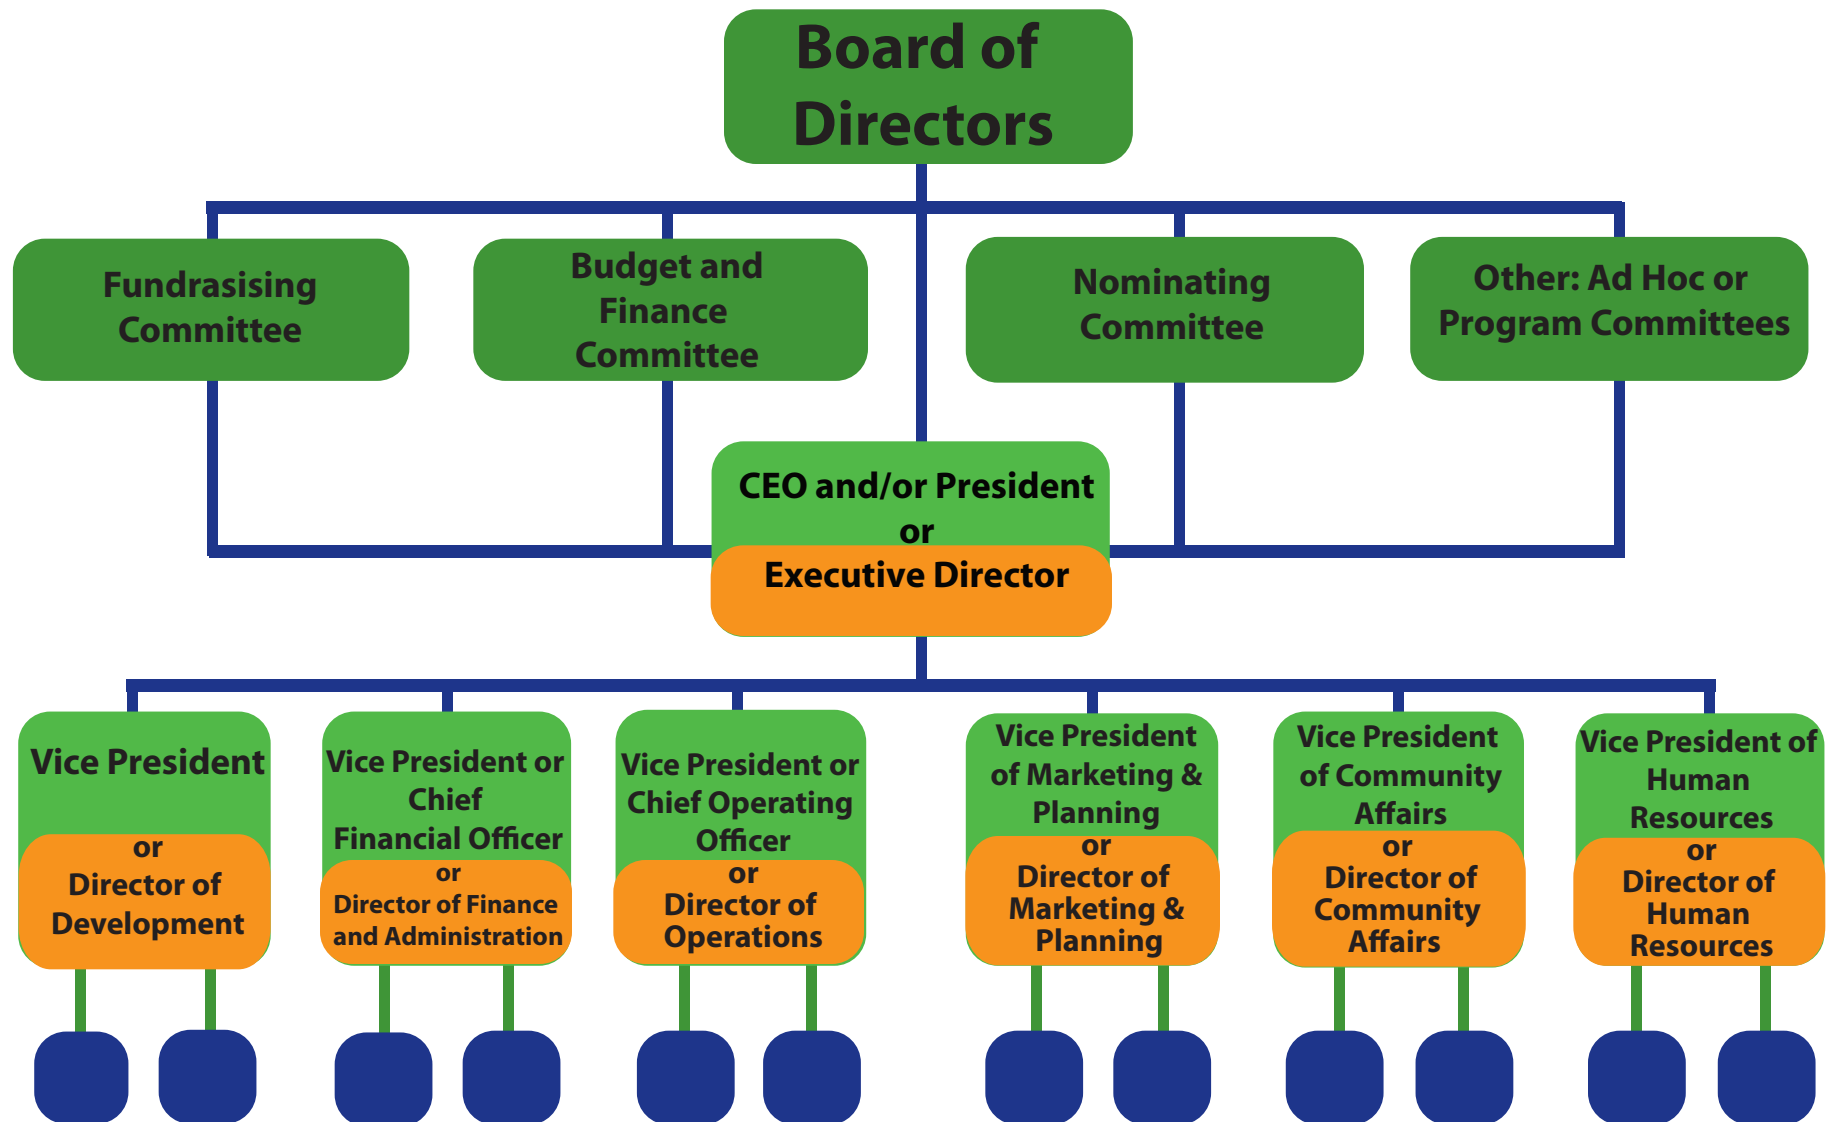 Board of
Directors
Fundrasising
Committee
Budget and
Finance
Committee
Nominating
Committee
Other: Ad Hoc or
Program Committees
CEO and/or President
or
Executive Director
Vice President
or
Director of
Development
Vice President or
Chief
Financial Officer
or
Director of Finance
and Administration
Vice President or
Chief Operating
Officer
or
Director of
Operations
Vice President
of Marketing &
Planning
or
Director of
Marketing &
Planning
Vice President
of Community
Affairs
or
Director of
Community
Affairs
Vice President of
Human
Resources
or
Director of
Human
Resources